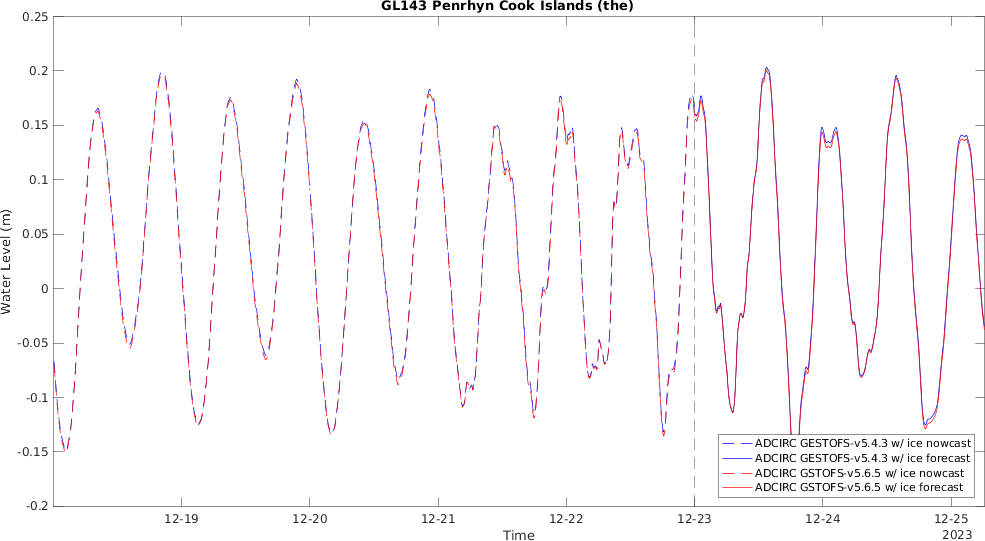 GL143 Penrhyn Cook Islands (the)
0.25
0.2
0.15
0.1
0.05
0
-0.05
-0.1
-0.15
-0.2
Water Level (m)
ADCIRC GESTOFS-v5.4.3 w/ ice nowcast
ADCIRC GESTOFS-v5.4.3 w/ ice forecast
ADCIRC GSTOFS-v5.6.5 w/ ice nowcast
ADCIRC GSTOFS-v5.6.5 w/ ice forecast
12-19 12-20 12-21 12-22 12-23 12-24 12-25
Time 2023